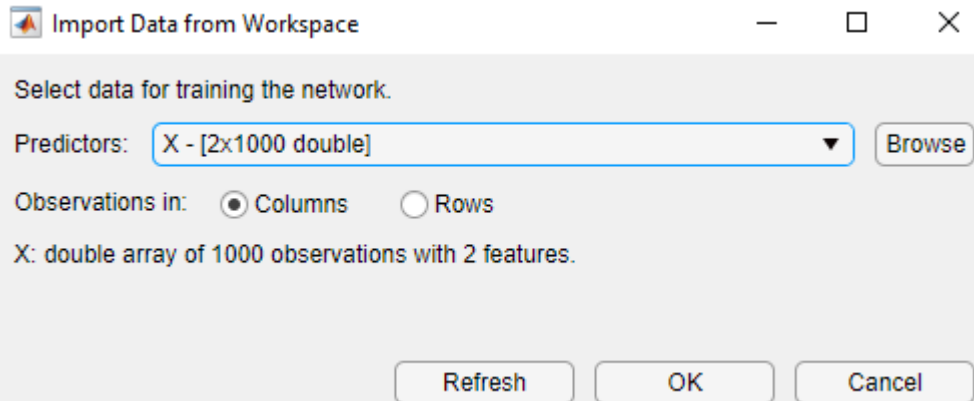 Import Data from Workspace
Select data for training the network.
Predictors: X - [2x1000 double] Browse
Observations in: Columns Rows
X: double array of 1000 observations with 2 features.
Refresh OK Cancel